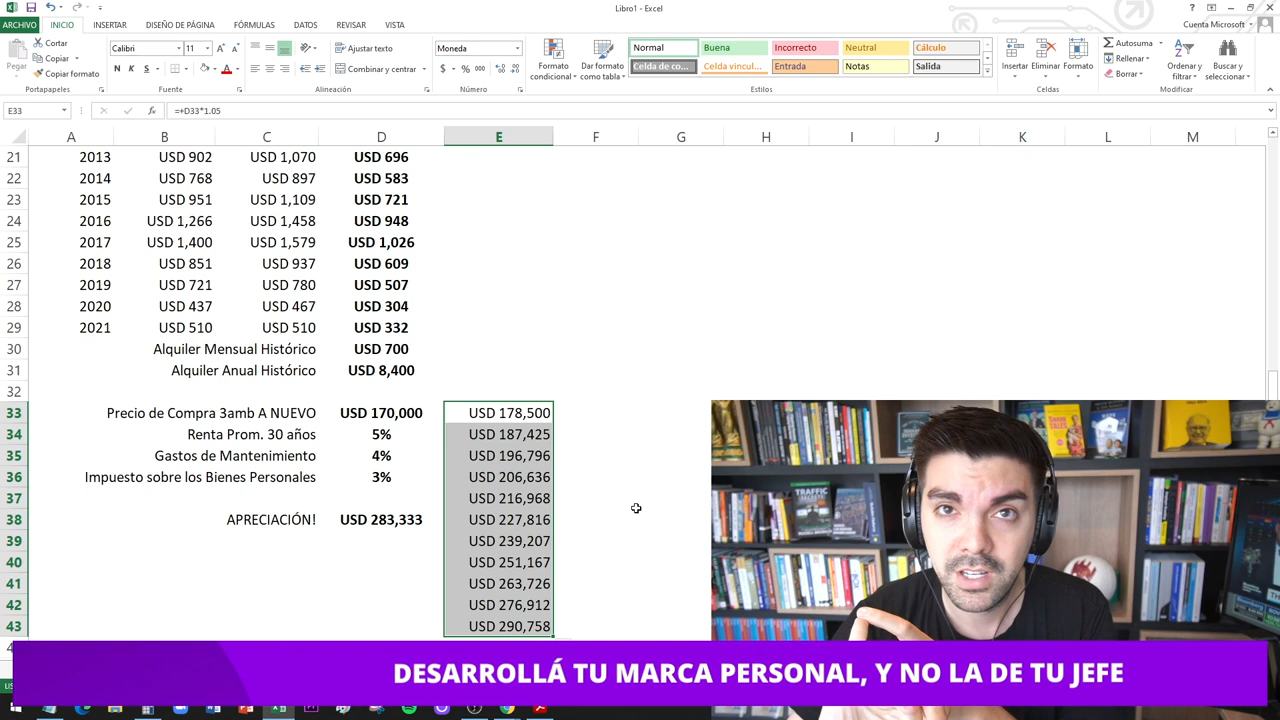 Libro1 - Excel
ARCHIVO INICIO INSERTAR DISEÑO DE PÁGINA FÓRMULAS DATOS REVISAR VISTA Cuenta Microsoft
Pegar
Cortar
Copiar
Copiar formato
Portapapeles
Calibri 11
N K S
Fuente
Ajustar texto
Combinar y centrar
Alineación
Moneda
$ % 000
Número
Formato condicional
Dar formato como tabla
Normal Buena Incorrecto Neutral Cálculo
Celda de co... Celda vincul... Entrada Notas Salida
Estilos
Insertar Eliminar Formato
Celdas
Autosuma
Rellenar
Borrar
Ordenar y filtrar
Buscar y seleccionar
Modificar
E33 fx =+D33*1.05
A B C D E F G H I J K L M
21 2013 USD 902 USD 1,070 USD 696
22 2014 USD 768 USD 897 USD 583
23 2015 USD 951 USD 1,109 USD 721
24 2016 USD 1,266 USD 1,458 USD 948
25 2017 USD 1,400 USD 1,579 USD 1,026
26 2018 USD 851 USD 937 USD 609
27 2019 USD 721 USD 780 USD 507
28 2020 USD 437 USD 467 USD 304
29 2021 USD 510 USD 510 USD 332
30 Alquiler Mensual Histórico USD 700
31 Alquiler Anual Histórico USD 8,400
32
33 Precio de Compra 3amb A NUEVO USD 170,000 USD 178,500
34 Renta Prom. 30 años 5% USD 187,425
35 Gastos de Mantenimiento 4% USD 196,796
36 Impuesto sobre los Bienes Personales 3% USD 206,636
37 USD 216,968
38 APRECIACIÓN! USD 283,333 USD 227,816
39 USD 239,207
40 USD 251,167
41 USD 263,726
42 USD 276,912
43 USD 290,758
TRAFFIC SECRETS
DESARROLLÁ TU MARCA PERSONAL, Y NO LA DE TU JEFE